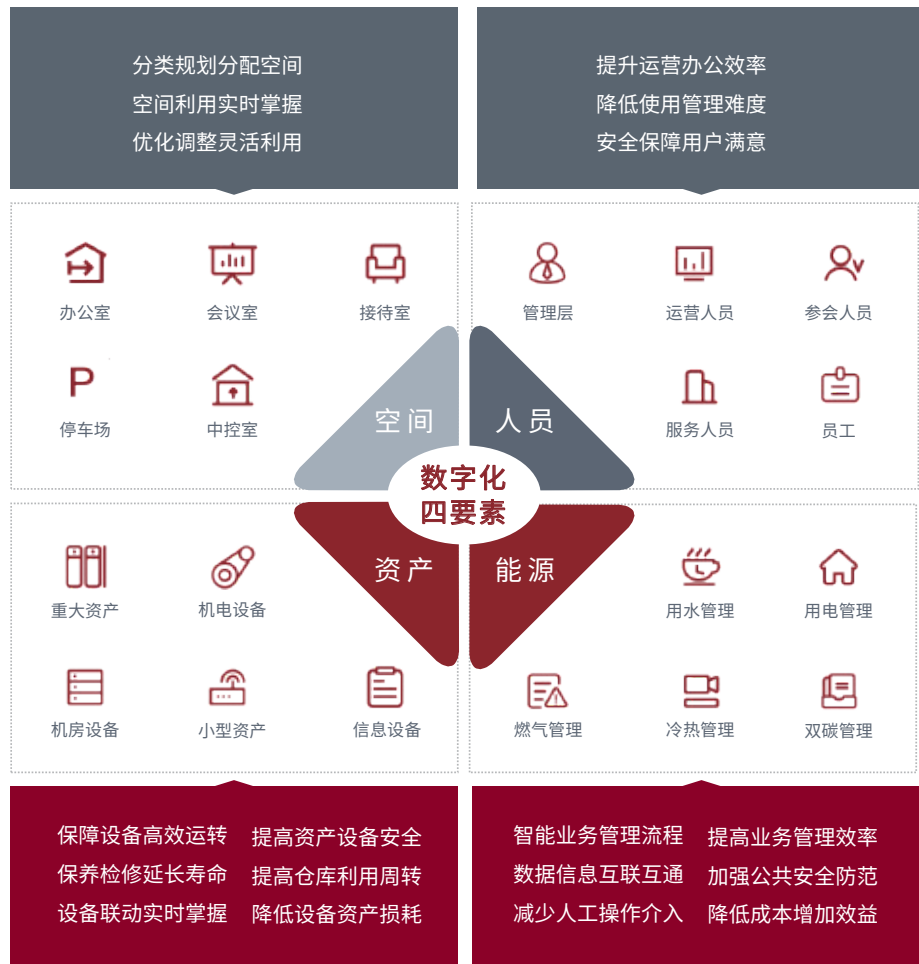 分类规划分配空间
空间利用实时掌握
优化调整灵活利用
提升运营办公效率
降低使用管理难度
安全保障用户满意
办公室
会议室
接待室
P
停车场
中控室
管理层
运营人员
参会人员
服务人员
员工
空间
人员
数字化
四要素
资产
能源
重大资产
机电设备
机房设备
小型资产
信息设备
用水管理
用电管理
燃气管理
冷热管理
双碳管理
保障设备高效运转
保养检修延长寿命
设备联动实时掌握
提高资产设备安全
提高仓库利用周转
降低设备资产损耗
智能业务管理流程
数据信息互联互通
减少人工操作介入
提高业务管理效率
加强公共安全防范
降低成本增加效益